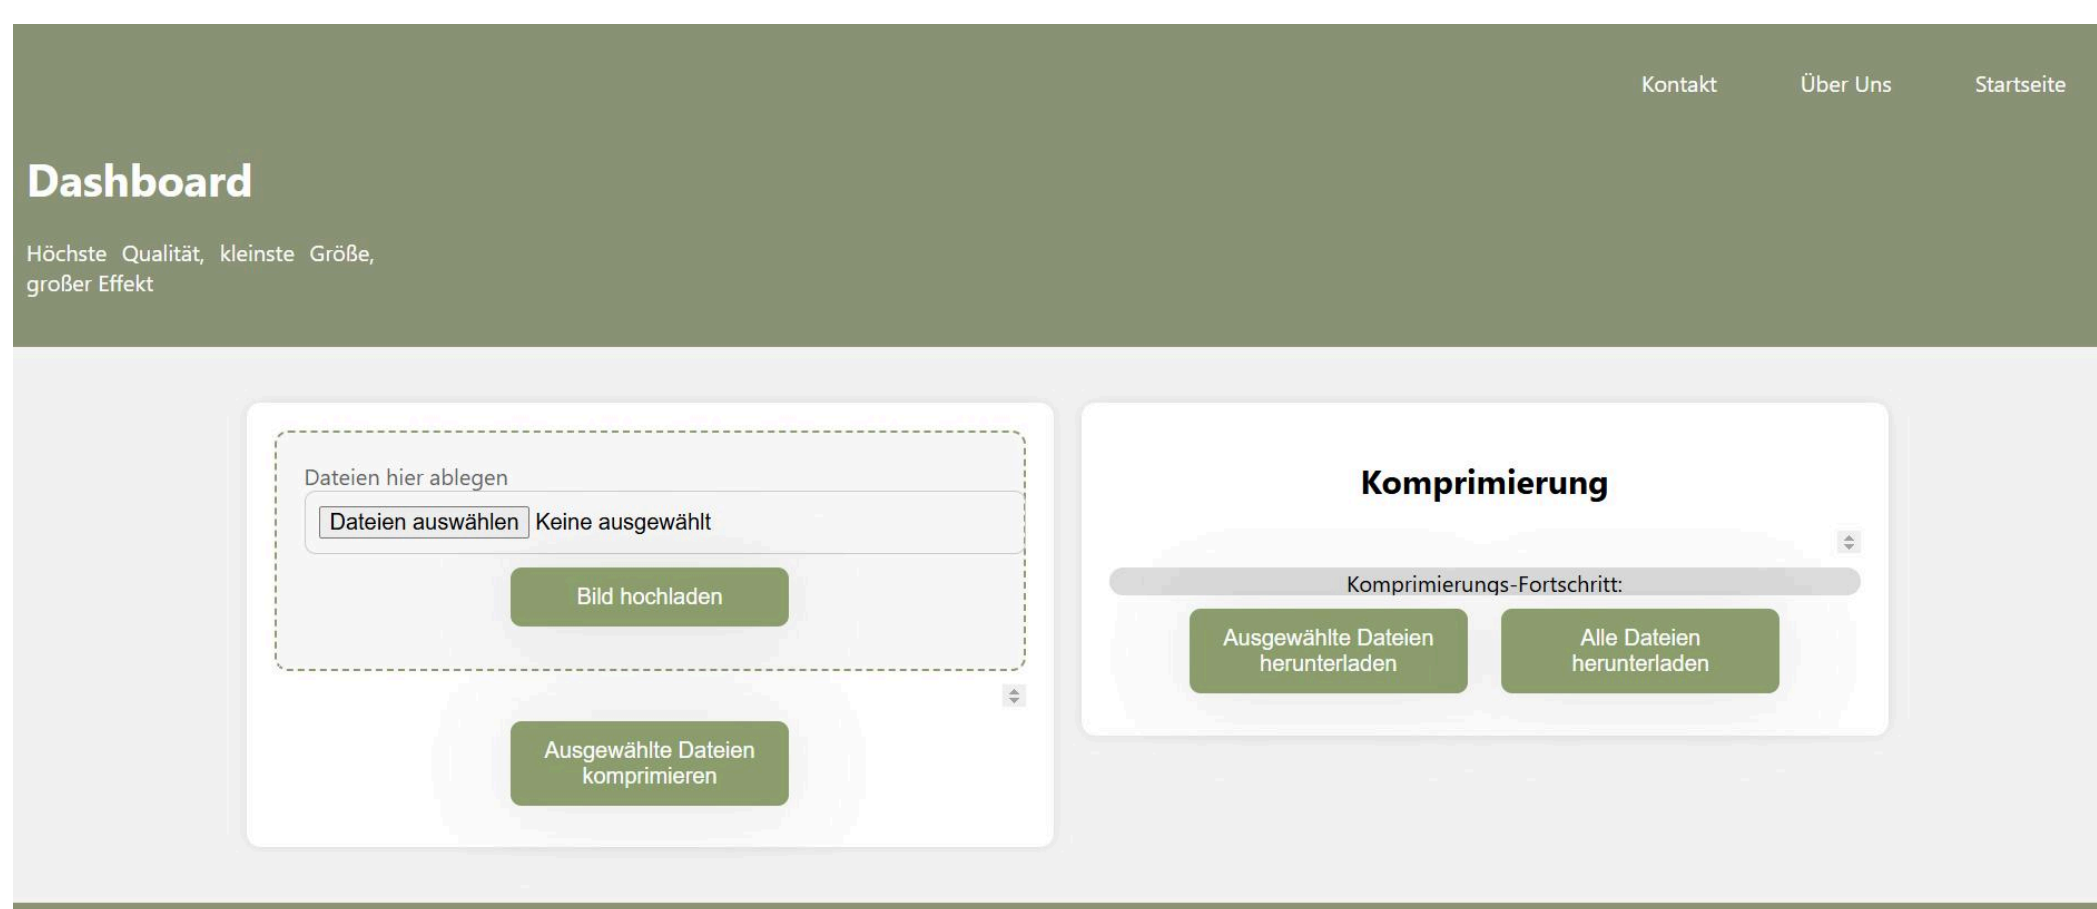 Kontakt Über Uns Startseite
Dashboard
Höchste Qualität, kleinste Größe,
großer Effekt
Dateien hier ablegen
Dateien auswählen Keine ausgewählt
Bild hochladen
Ausgewählte Dateien
komprimieren
Komprimierung
Komprimierungs-Fortschritt:
Ausgewählte Dateien
herunterladen
Alle Dateien
herunterladen